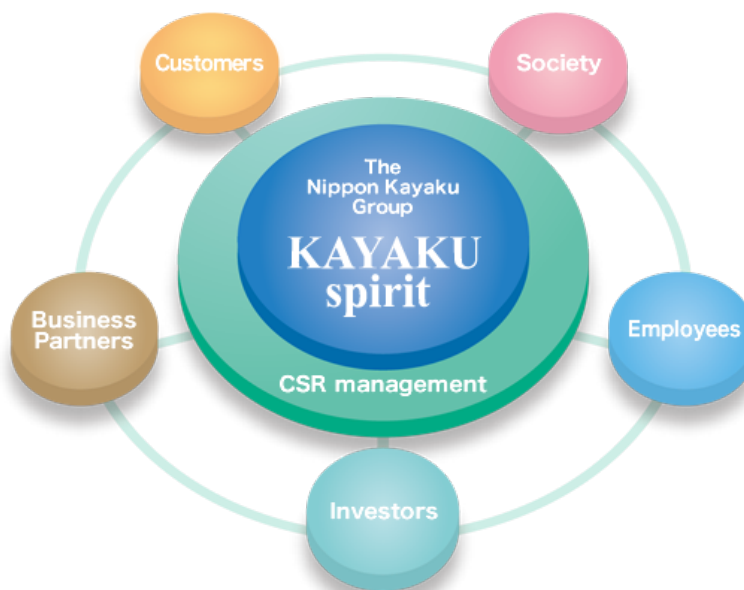 Customers
Society
The
Nippon Kayaku
Group
KAYAKU
spirit
Business
Partners
Employees
CSR management
Investors